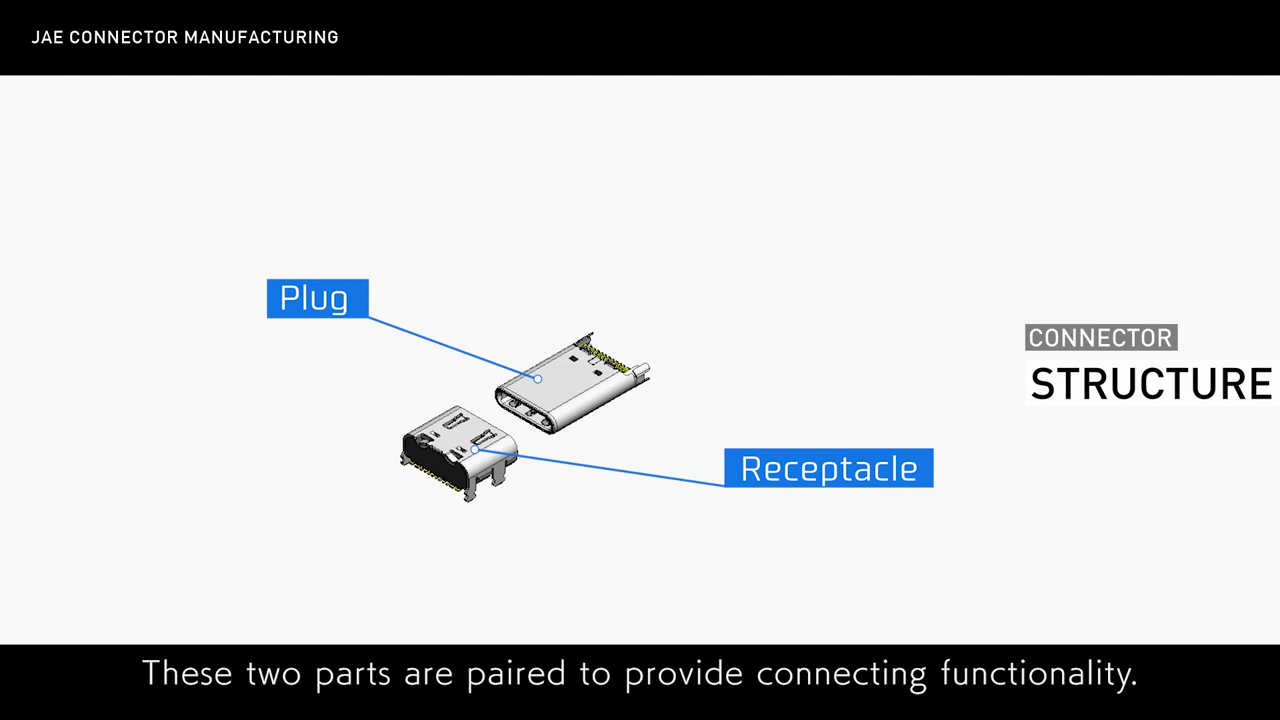 JAE CONNECTOR MANUFACTURING
Plug
CONNECTOR
STRUCTURE
Receptacle
These two parts are paired to provide connecting functionality.